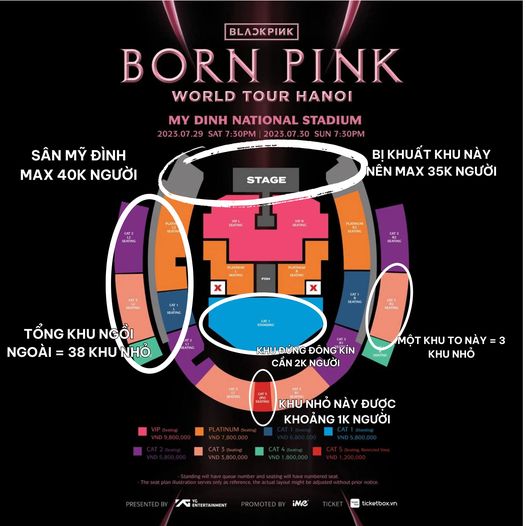 BLACKPINK
BORN PINK
WORLD TOUR HANOI
MY DINH NATIONAL STADIUM
2023.07.29 SAT 7:30PM | 2023.07.30 SUN 7:30PM
SÂN MỸ ĐÌNH
MAX 40K NGƯỜI
BỊ KHUẤT KHU NÀY
NÊN MAX 35K NGƯỜI
STAGE
X
X
TỔNG KHU NGỒI
NGOÀI = 38 KHU NHỎ
MỘT KHU TO NÀY = 3
KHU NHỎ
KHU ĐỨNG ĐÔNG KÍN
CẦN 2K NGƯỜI
KHU NHỎ NÀY ĐƯỢC
KHOẢNG 1K NGƯỜI
VIP (Seating)
VND 9,800,000
PLATINUM (Seating)
VND 7,800,000
CAT 1 (Seating)
VND 6,800,000
CAT 1 (Standing)
VND 5,800,000
CAT 2 (Seating)
VND 5,800,000
CAT 3 (Seating)
VND 3,800,000
CAT 4 (Seating)
VND 1,800,000
CAT 5 (Seating, Restricted View)
VND 1,200,000
- Standing will have queue number and seating will have numbered seat.
- The seat plan illustration serves only as reference, the actual layout might be adjusted without prior notice.
PRESENTED BY YG ENTERTAINMENT PROMOTED BY iMe TICKET ticketbox.vn